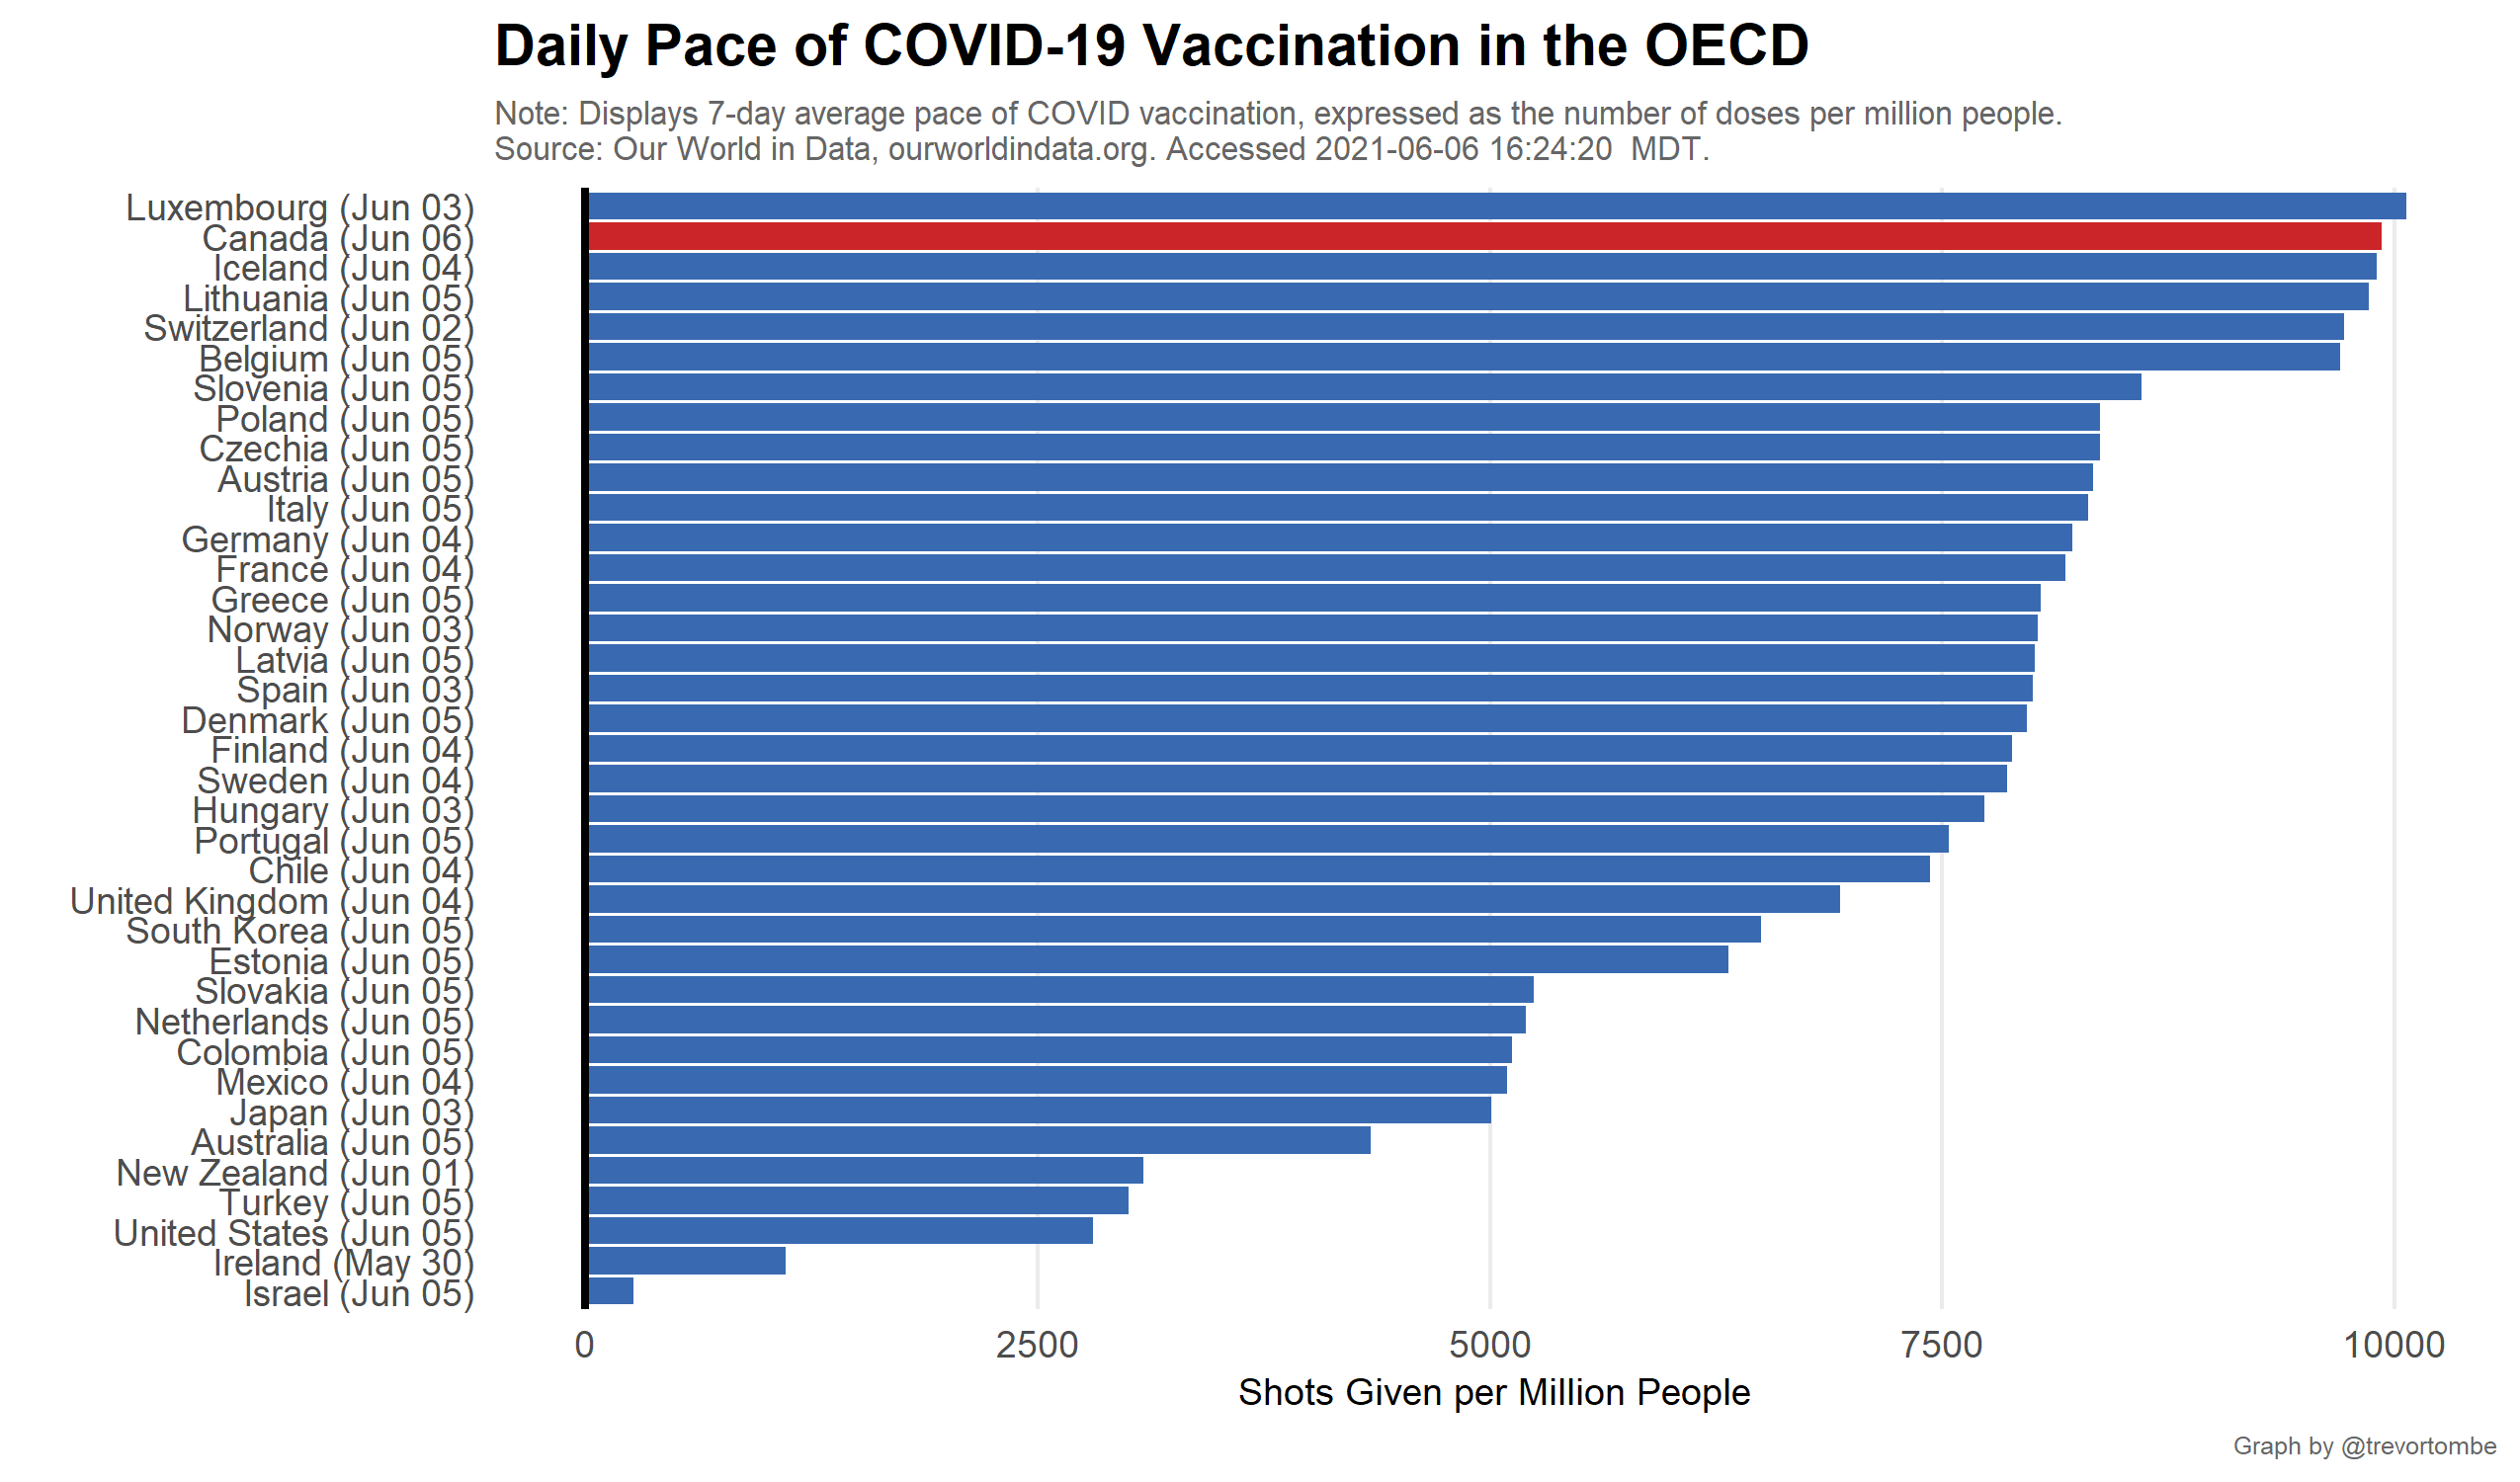 Daily Pace of COVID-19 Vaccination in the OECD
Note: Displays 7-day average pace of COVID vaccination, expressed as the number of doses per million people.
Source: Our World in Data, ourworldindata.org. Accessed 2021-06-06 16:24:20  MDT.
Luxembourg (Jun 03)
Canada (Jun 06)
Iceland (Jun 04)
Lithuania (Jun 05)
Switzerland (Jun 02)
Belgium (Jun 05)
Slovenia (Jun 05)
Poland (Jun 05)
Czechia (Jun 05)
Austria (Jun 05)
Italy (Jun 05)
Germany (Jun 04)
France (Jun 04)
Greece (Jun 05)
Norway (Jun 03)
Latvia (Jun 05)
Spain (Jun 03)
Denmark (Jun 05)
Finland (Jun 04)
Sweden (Jun 04)
Hungary (Jun 03)
Portugal (Jun 05)
Chile (Jun 04)
United Kingdom (Jun 04)
South Korea (Jun 05)
Estonia (Jun 05)
Slovakia (Jun 05)
Netherlands (Jun 05)
Colombia (Jun 05)
Mexico (Jun 04)
Japan (Jun 03)
Australia (Jun 05)
New Zealand (Jun 01)
Turkey (Jun 05)
United States (Jun 05)
Ireland (May 30)
Israel (Jun 05)
0 2500 5000 7500 10000
Shots Given per Million People
Graph by @trevortombe